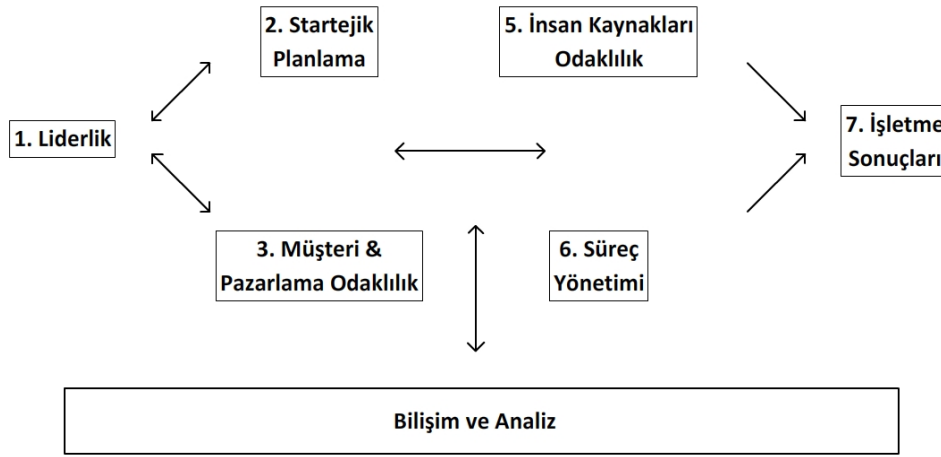 2. Startejik
Planlama
5. İnsan Kaynakları
Odaklılık
1. Liderlik
7. İşletme
Sonuçları
3. Müşteri &
Pazarlama Odaklılık
6. Süreç
Yönetimi
Bilişim ve Analiz